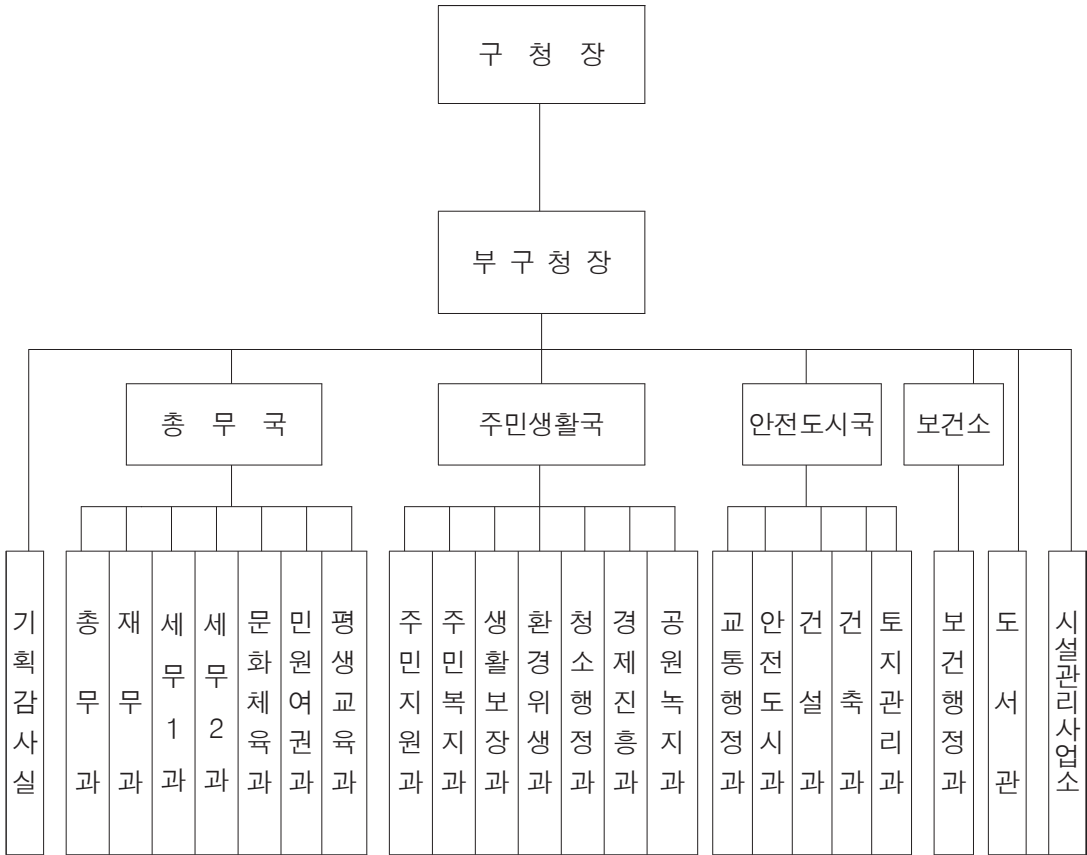 구 청 장
부 구 청 장
총 무 국
주민생활국
안전도시국
보건소
기획감사실
총무과
재무과
세무1과
세무2과
문화체육과
민원여권과
평생교육과
주민지원과
주민복지과
생활보장과
환경위생과
청소행정과
경제진흥과
공원녹지과
교통행정과
안전도시과
건설과
건축과
토지관리과
보건행정과
도서관
시설관리사업소